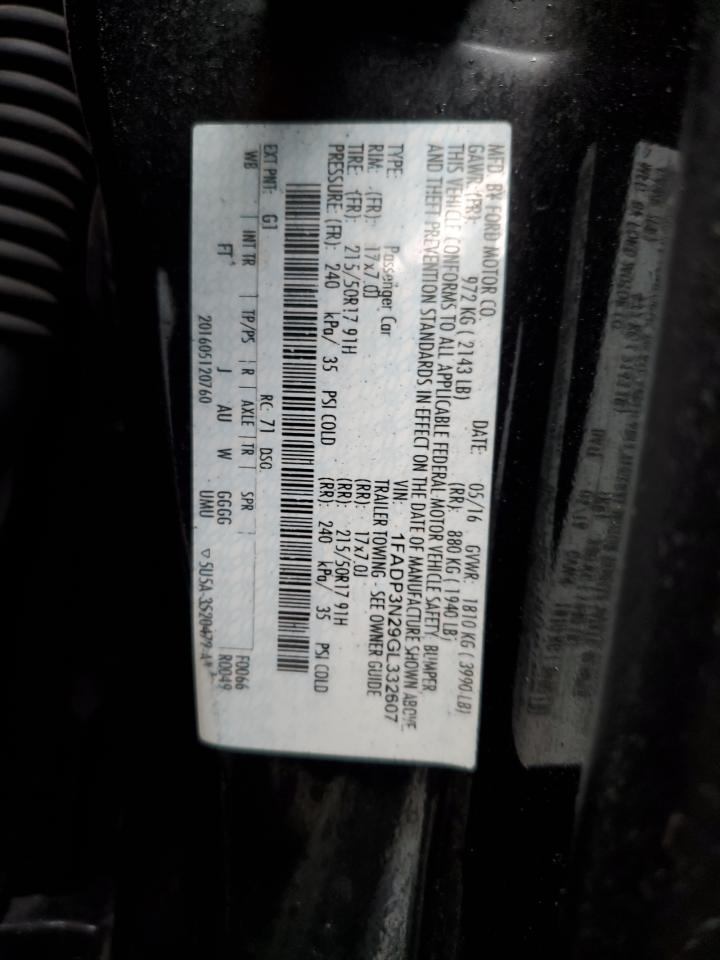 MFD. BY FORD MOTOR CO.
DATE: 05/16 GVWR: 1810 KG ( 3990 LB)
GAWR: (FR): 972 KG ( 2143 LB) (RR): 880 KG ( 1940 LB)
THIS VEHICLE CONFORMS TO ALL APPLICABLE FEDERAL MOTOR VEHICLE SAFETY, BUMPER
AND THEFT PREVENTION STANDARDS IN EFFECT ON THE DATE OF MANUFACTURE SHOWN ABOVE
VIN: 1FADP3N29GL332607
TYPE: Passenger Car TRAILER TOWING - SEE OWNER GUIDE
RIM: (FR): 17x7.0J (RR): 17x7.0J
TIRE: (FR): 215/50R17 91H (RR): 215/50R17 91H
PRESSURE: (FR): 240 kPa/ 35 PSI COLD (RR): 240 kPa/ 35 PSI COLD
EXT PNT: G1 RC: 71 DSO:
WB INT TR TP/PS R AXLE TR SPR F0066
FT J AU W GGGG R0049
201605120760 UMU ▽5U5A-3520479-A*